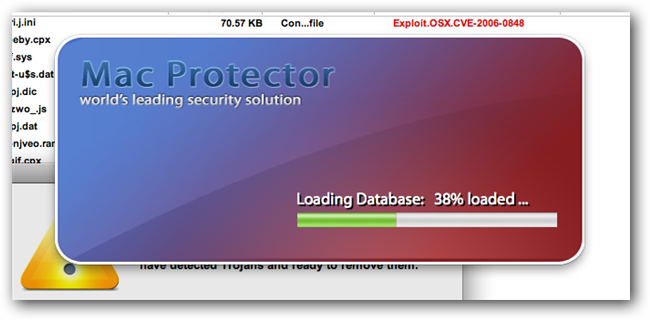 ri.j.ini 70.57 KB Con...file Exploit.OSX.CVE-2006-0848
eby.cpx
f.sys
t-u$s.dat
oj.dic
zwo_.js
oj.dat
onjveo.rar
uif.cpx
Mac Protector
world's leading security solution
Loading Database: 38% loaded ...
have detected Trojans and ready to remove them.